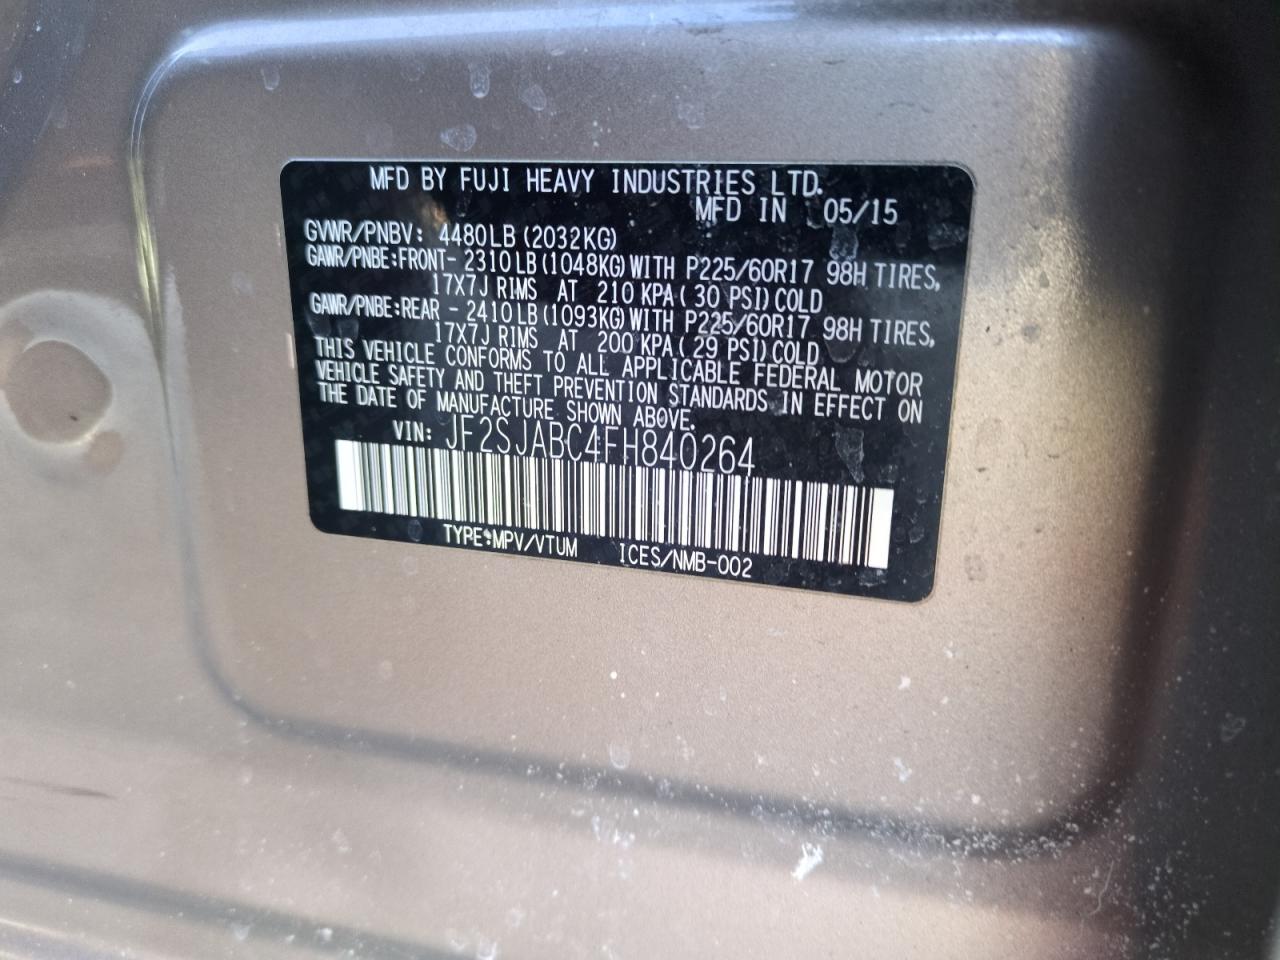 MFD BY FUJI HEAVY INDUSTRIES LTD.
MFD IN 05/15
GVWR/PNBV: 4480LB (2032KG)
GAWR/PNBE:FRONT- 2310LB (1048KG) WITH P225/60R17 98H TIRES,
17X7J RIMS AT 210 KPA( 30 PSI) COLD
GAWR/PNBE:REAR - 2410LB (1093KG) WITH P225/60R17 98H TIRES,
17X7J RIMS AT 200 KPA( 29 PSI) COLD
THIS VEHICLE CONFORMS TO ALL APPLICABLE FEDERAL MOTOR
VEHICLE SAFETY AND THEFT PREVENTION STANDARDS IN EFFECT ON
THE DATE OF MANUFACTURE SHOWN ABOVE.
VIN: JF2SJABC4FH840264
TYPE:MPV/VTUM ICES/NMB-002